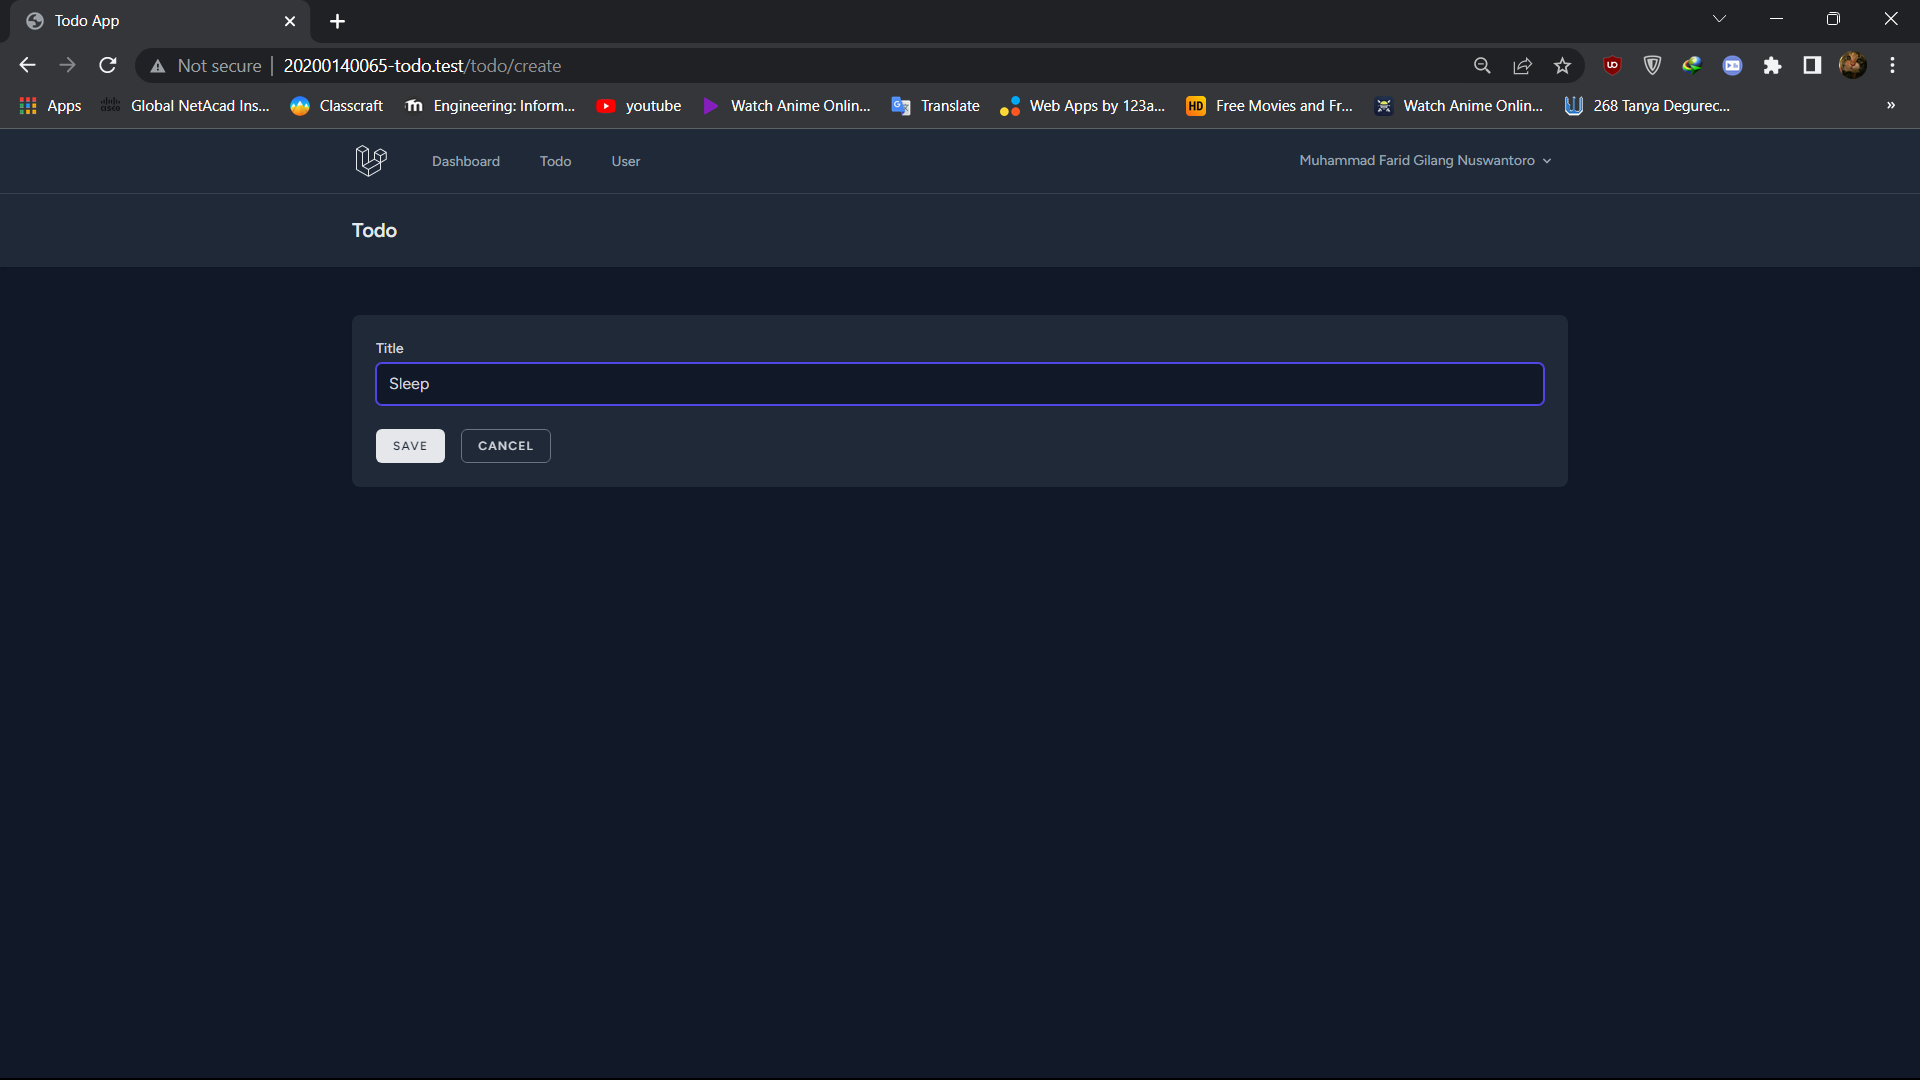 Todo App
Not secure | 20200140065-todo.test/todo/create
Apps Global NetAcad Ins... Classcraft Engineering: Inform... youtube Watch Anime Onlin... Translate Web Apps by 123a... HD Free Movies and Fr... Watch Anime Onlin... 268 Tanya Degurec... »
Dashboard Todo User Muhammad Farid Gilang Nuswantoro
Todo
Title
Sleep
SAVE CANCEL